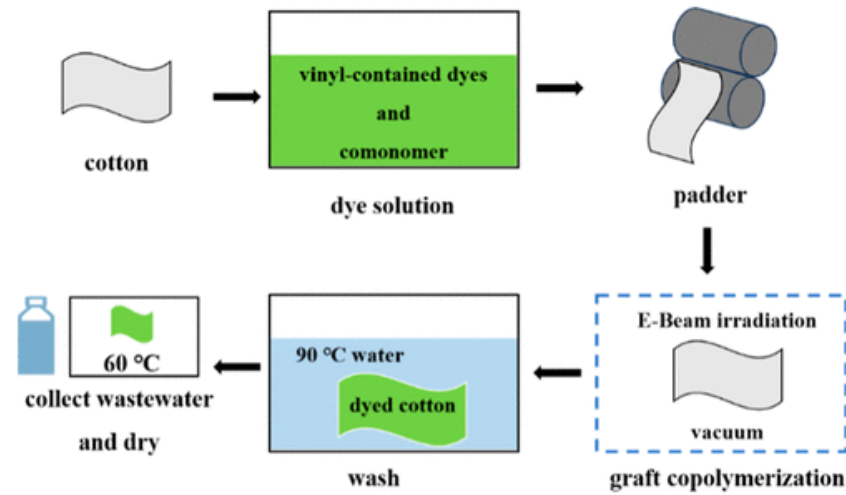 cotton
vinyl-contained dyes
and
comonomer
dye solution
padder
E-Beam irradiation
vacuum
graft copolymerization
90 °C water
dyed cotton
wash
60 °C
collect wastewater
and dry